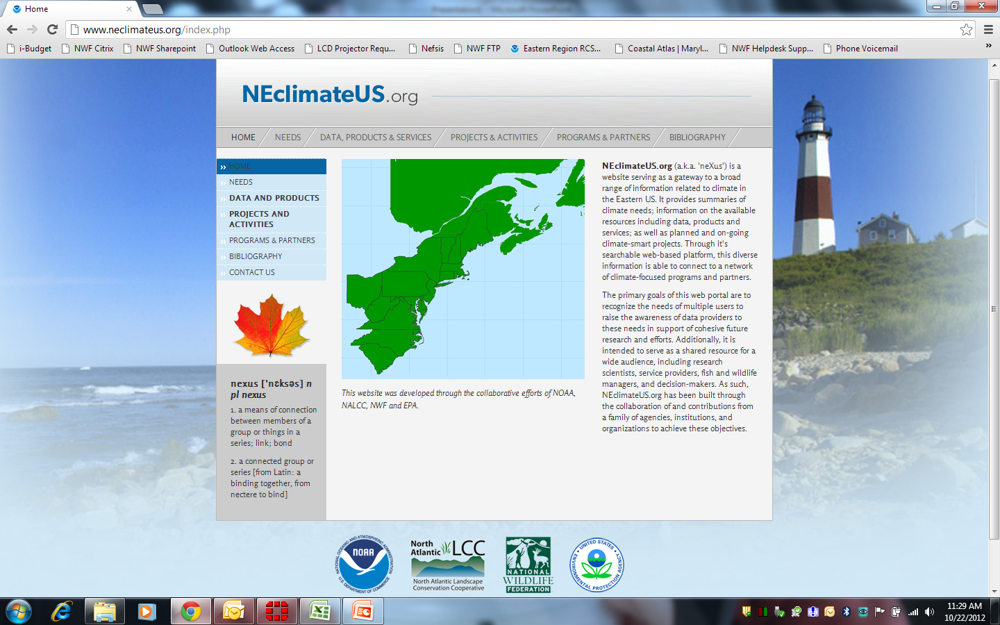 Home
www.neclimateus.org/index.php
i-Budget
NWF Citrix
NWF Sharepoint
Outlook Web Access
LCD Projector Requ...
Nefsis
NWF FTP
Eastern Region RCS...
Coastal Atlas | Maryl...
NWF Helpdesk Supp...
Phone Voicemail
»
NEclimateUS.org
HOME
NEEDS
DATA, PRODUCTS & SERVICES
PROJECTS & ACTIVITIES
PROGRAMS & PARTNERS
BIBLIOGRAPHY
» HOME
» NEEDS
» DATA AND PRODUCTS
» PROJECTS AND
ACTIVITIES
» PROGRAMS & PARTNERS
» BIBLIOGRAPHY
» CONTACT US
nexus ['nɛksəs] n
pl nexus
1. a means of connection
between members of a
group or things in a
series; link; bond
2. a connected group or
series [from Latin: a
binding together, from
nectere to bind]
This website was developed through the collaborative efforts of NOAA,
NALCC, NWF and EPA.
NEclimateUS.org (a.k.a. 'neXus') is a
website serving as a gateway to a broad
range of information related to climate in
the Eastern US. It provides summaries of
climate needs; information on the available
resources including data, products and
services; as well as planned and on-going
climate-smart projects. Through it's
searchable web-based platform, this diverse
information is able to connect to a network
of climate-focused programs and partners.
The primary goals of this web portal are to
recognize the needs of multiple users to
raise the awareness of data providers to
these needs in support of cohesive future
research and efforts. Additionally, it is
intended to serve as a shared resource for a
wide audience, including research
scientists, service providers, fish and wildlife
managers, and decision-makers. As such,
NEclimateUS.org has been built through
the collaboration of and contributions from
a family of agencies, institutions, and
organizations to achieve these objectives.
NATIONAL OCEANIC AND ATMOSPHERIC ADMINISTRATION
NOAA
U.S. DEPARTMENT OF COMMERCE
North
Atlantic LCC
North Atlantic Landscape
Conservation Cooperative
NATIONAL
WILDLIFE
FEDERATION
UNITED STATES
ENVIRONMENTAL PROTECTION AGENCY
11:29 AM
10/22/2012